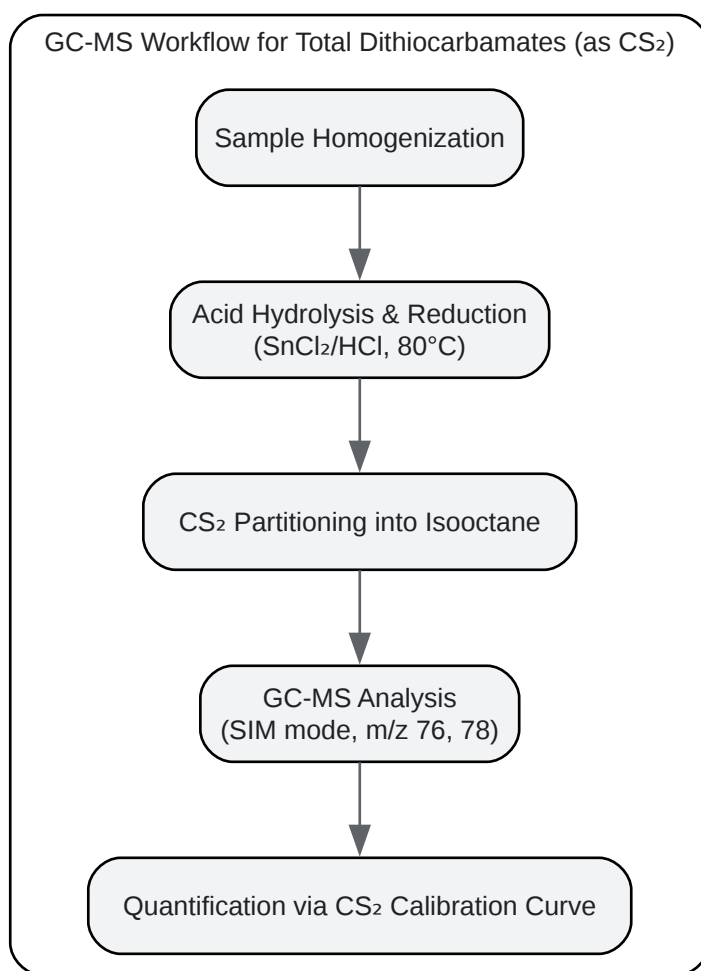 GC-MS Workflow for Total Dithiocarbamates (as CS₂)
Sample Homogenization
Acid Hydrolysis & Reduction
(SnCl₂/HCl, 80°C)
CS₂ Partitioning into Isooctane
GC-MS Analysis
(SIM mode, m/z 76, 78)
Quantification via CS₂ Calibration Curve